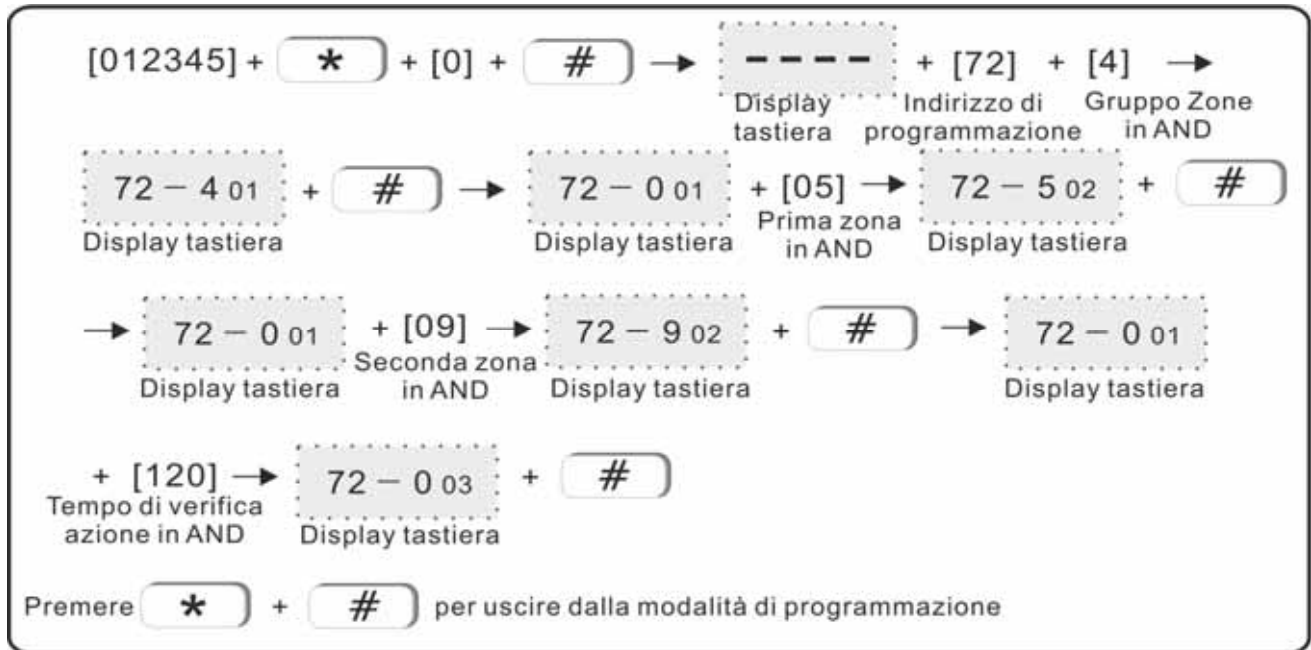 [012345] + * + [0] + # → – – – – + [72] + [4] →
Display tastiera Indirizzo di programmazione Gruppo Zone in AND
72 – 4 01 + # → 72 – 0 01 + [05] → 72 – 5 02 + #
Display tastiera Display tastiera Prima zona in AND Display tastiera
→ 72 – 0 01 + [09] → 72 – 9 02 + # → 72 – 0 01
Display tastiera Seconda zona in AND Display tastiera Display tastiera
+ [120] → 72 – 0 03 + #
Tempo di verifica azione in AND Display tastiera
Premere * + # per uscire dalla modalità di programmazione